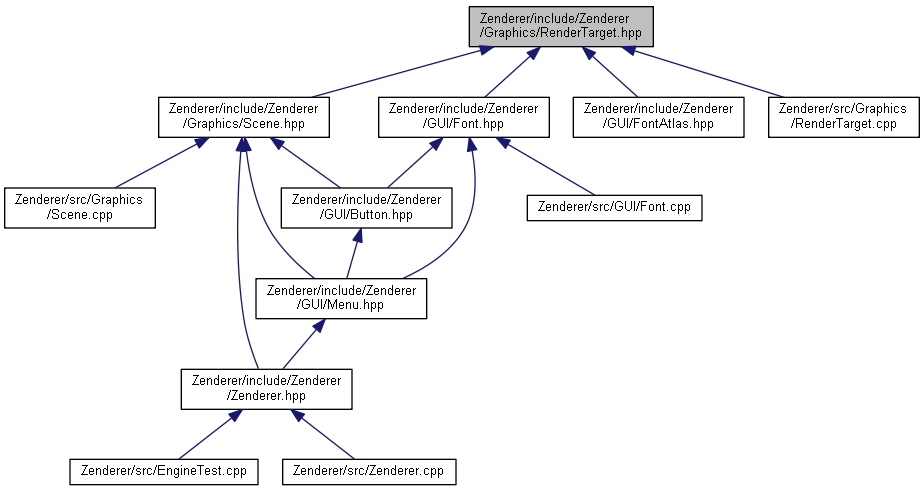 Zenderer/include/Zenderer
/Graphics/RenderTarget.hpp
Zenderer/include/Zenderer
/Graphics/Scene.hpp
Zenderer/include/Zenderer
/GUI/Font.hpp
Zenderer/include/Zenderer
/GUI/FontAtlas.hpp
Zenderer/src/Graphics
/RenderTarget.cpp
Zenderer/src/Graphics
/Scene.cpp
Zenderer/include/Zenderer
/GUI/Button.hpp
Zenderer/src/GUI/Font.cpp
Zenderer/include/Zenderer
/GUI/Menu.hpp
Zenderer/include/Zenderer
/Zenderer.hpp
Zenderer/src/EngineTest.cpp
Zenderer/src/Zenderer.cpp